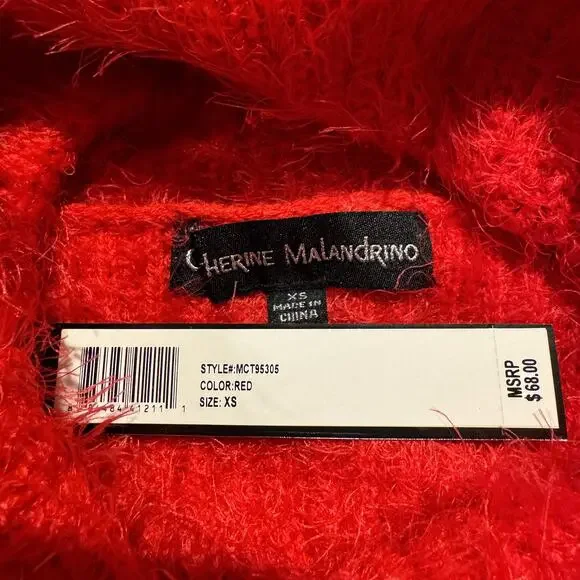 CHERINE MALANDRINO
XS
MADE IN
CHINA
STYLE#:MCT95305
COLOR:RED
SIZE: XS
MSRP
$ 68.00